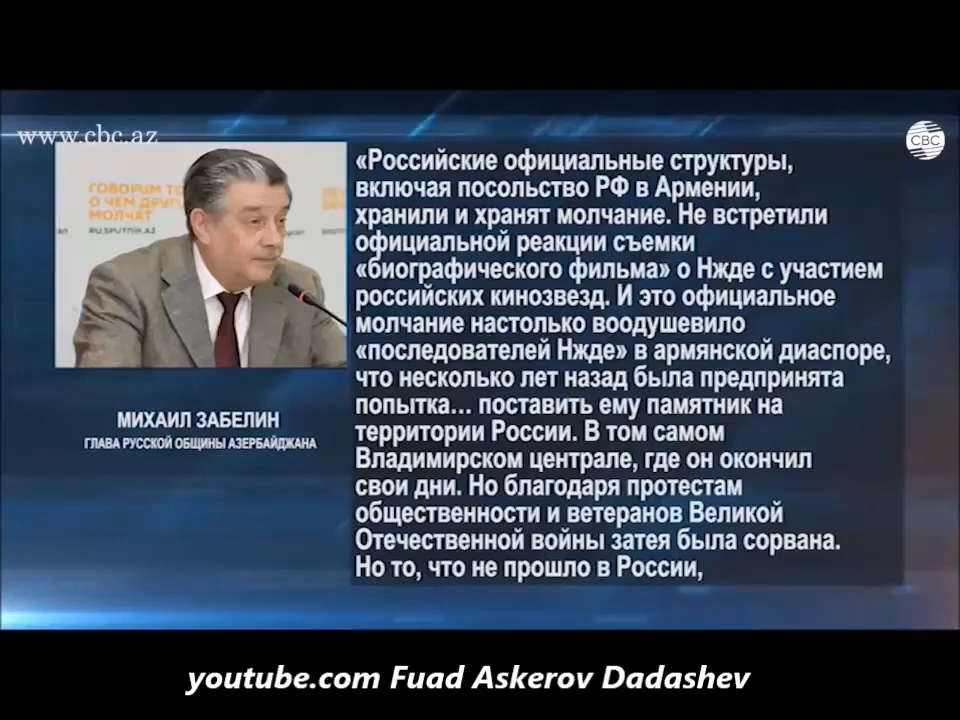 www.cbc.az
CBC
ГОВОРИМ ТО
О ЧЕМ ДРУГИ
МОЛЧАТ
RU.SPUTNIK.AZ
«Российские официальные структуры,
включая посольство РФ в Армении,
хранили и хранят молчание. Не встретили
официальной реакции съемки
«биографического фильма» о Нжде с участием
российских кинозвезд. И это официальное
молчание настолько воодушевило
«последователей Нжде» в армянской диаспоре,
что несколько лет назад была предпринята
попытка... поставить ему памятник на
территории России. В том самом
Владимирском централе, где он окончил
свои дни. Но благодаря протестам
общественности и ветеранов Великой
Отечественной войны затея была сорвана.
Но то, что не прошло в России,
МИХАИЛ ЗАБЕЛИН
ГЛАВА РУССКОЙ ОБЩИНЫ АЗЕРБАЙДЖАНА
youtube.com Fuad Askerov Dadashev